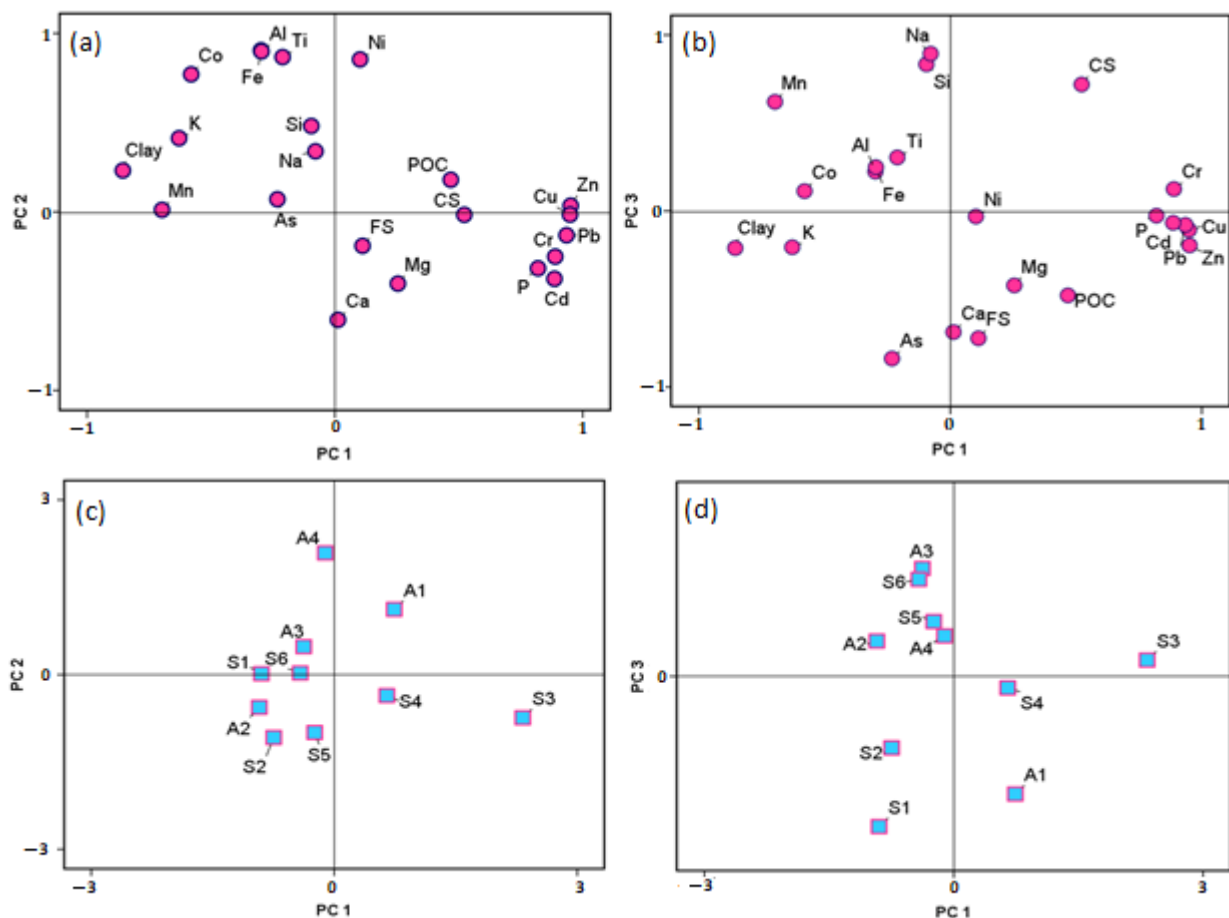 (a)
1
Al
Ti
Ni
Co
Fe
K
Si
Clay
Na
POC
Mn
Zn
CS
Cu
0
As
FS
Cr
Pb
Mg
P
Cd
Ca
−1
PC 2
−1
0
1
PC 1
(b)
1
Na
Si
CS
Mn
Al
Ti
Co
Fe
Cr
Ni
0
P
Cu
Clay
K
Cd
Pb
Zn
Mg
POC
Ca
FS
As
−1
PC 3
−1
0
1
PC 1
(c)
3
A4
A1
A3
S1
S6
0
S4
S3
A2
S2
S5
−3
PC 2
−3
0
3
PC 1
(d)
A3
S6
S5
A2
A4
S3
0
S4
S2
A1
S1
PC 3
−3
0
3
PC 1